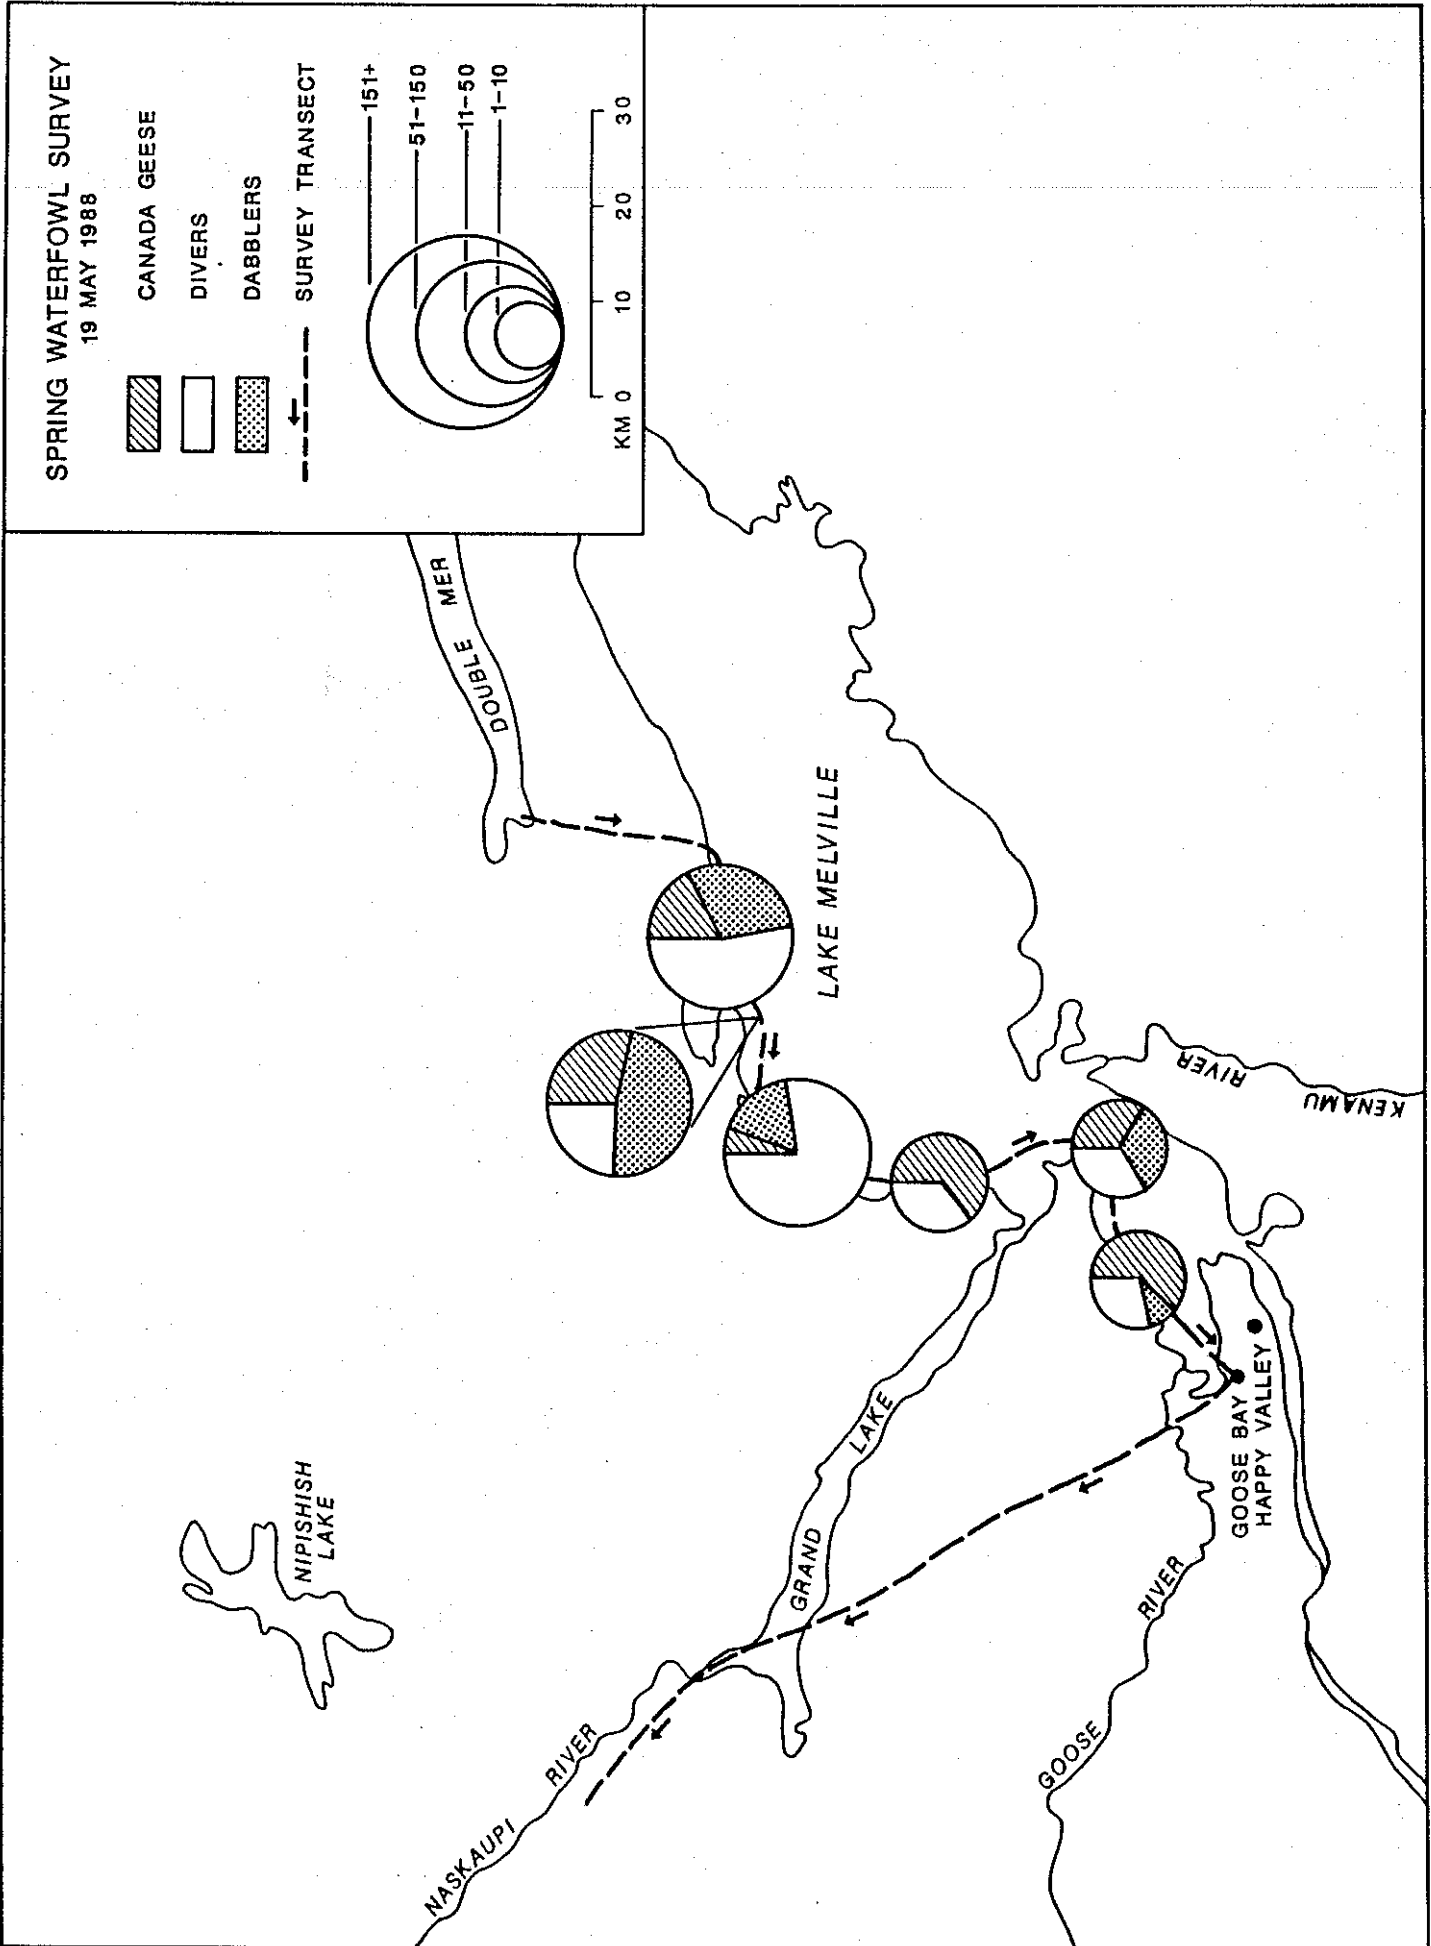 SPRING WATERFOWL SURVEY
19 MAY 1988
CANADA GEESE
DIVERS
DABBLERS
SURVEY TRANSECT
151+
51-150
11-50
1-10
KM 0 10 20 30
DOUBLE MER
LAKE MELVILLE
NIPISHISH
LAKE
NASKAUPI RIVER
GRAND LAKE
GOOSE RIVER
GOOSE BAY
HAPPY VALLEY
KENAMU RIVER